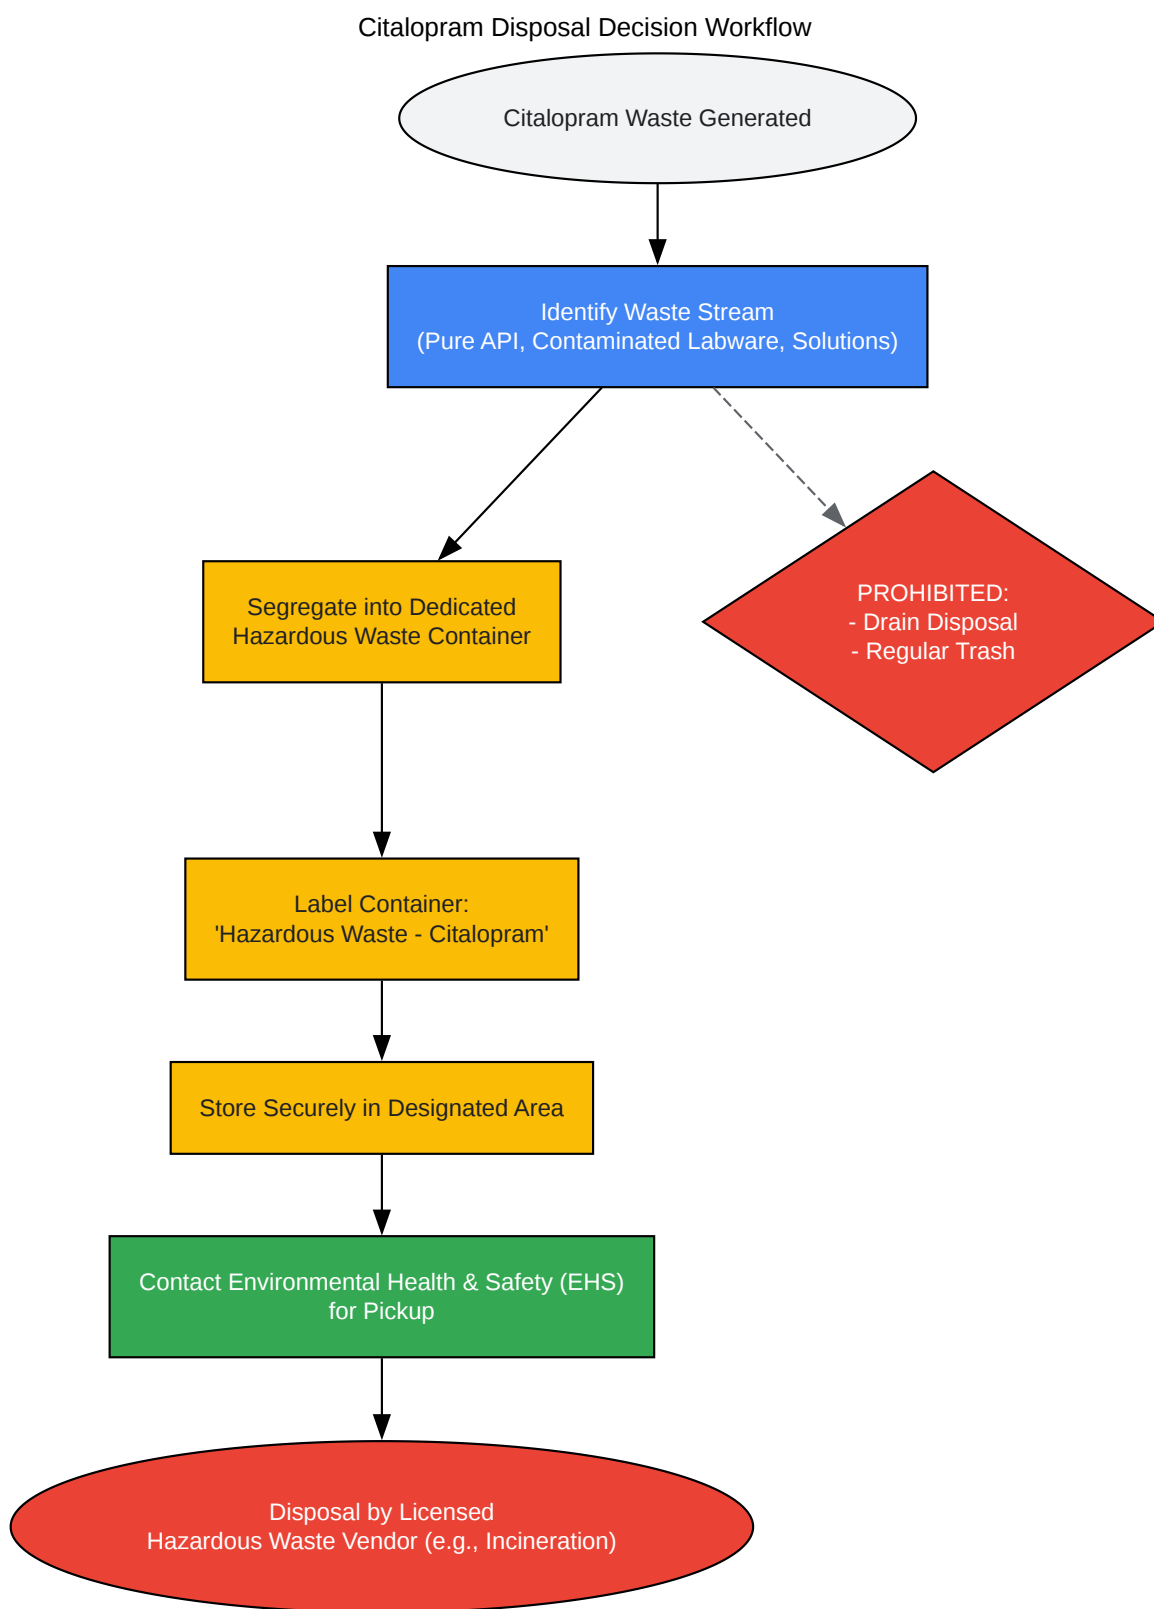 Citalopram Disposal Decision Workflow
Citalopram Waste Generated
Identify Waste Stream
(Pure API, Contaminated Labware, Solutions)
Segregate into Dedicated
Hazardous Waste Container
PROHIBITED:
- Drain Disposal
- Regular Trash
Label Container:
'Hazardous Waste - Citalopram'
Store Securely in Designated Area
Contact Environmental Health & Safety (EHS)
for Pickup
Disposal by Licensed
Hazardous Waste Vendor (e.g., Incineration)